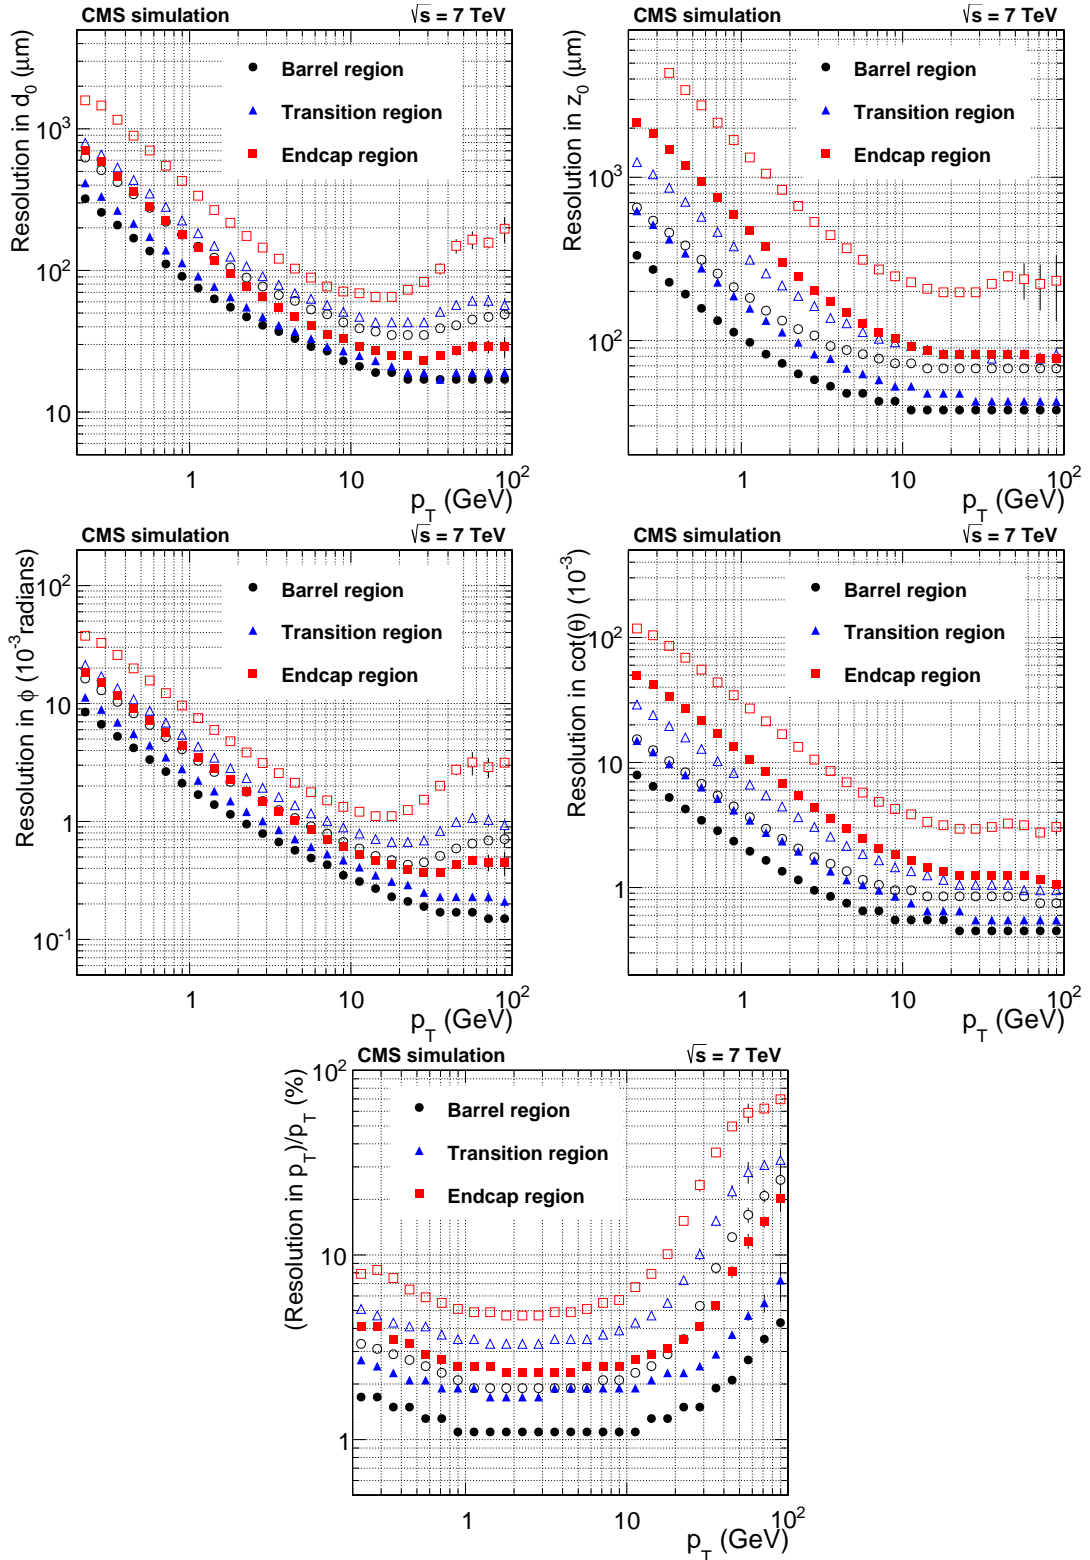 CMS simulation √s = 7 TeV
Resolution in d0 (μm)
Barrel region
Transition region
Endcap region
10³
10²
10
1 10 10²
pT (GeV)
CMS simulation √s = 7 TeV
Resolution in z0 (μm)
Barrel region
Transition region
Endcap region
10³
10²
1 10 10²
pT (GeV)
CMS simulation √s = 7 TeV
Resolution in ϕ (10⁻³radians)
Barrel region
Transition region
Endcap region
10²
10
1
10⁻¹
1 10 10²
pT (GeV)
CMS simulation √s = 7 TeV
Resolution in cot(θ) (10⁻³)
Barrel region
Transition region
Endcap region
10²
10
1
1 10 10²
pT (GeV)
CMS simulation √s = 7 TeV
(Resolution in pT)/pT (%)
Barrel region
Transition region
Endcap region
10²
10
1
1 10 10²
pT (GeV)